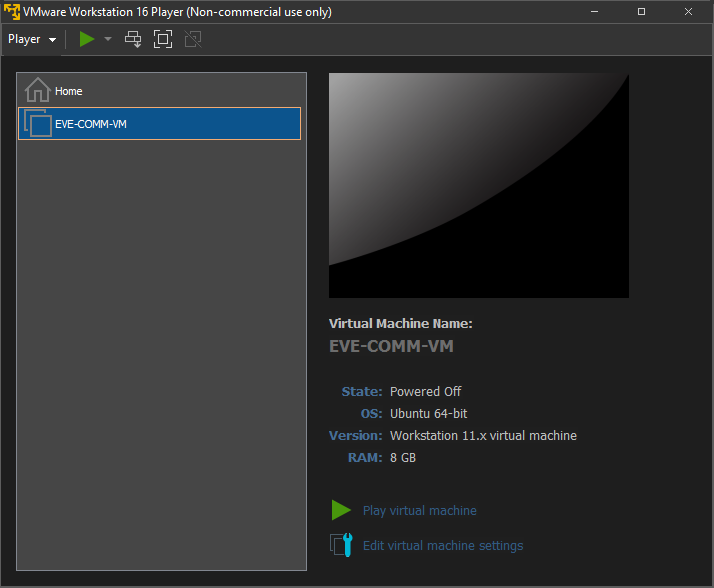 VMware Workstation 16 Player (Non-commercial use only)
Player
Home
EVE-COMM-VM
Virtual Machine Name:
EVE-COMM-VM
State: Powered Off
OS: Ubuntu 64-bit
Version: Workstation 11.x virtual machine
RAM: 8 GB
Play virtual machine
Edit virtual machine settings